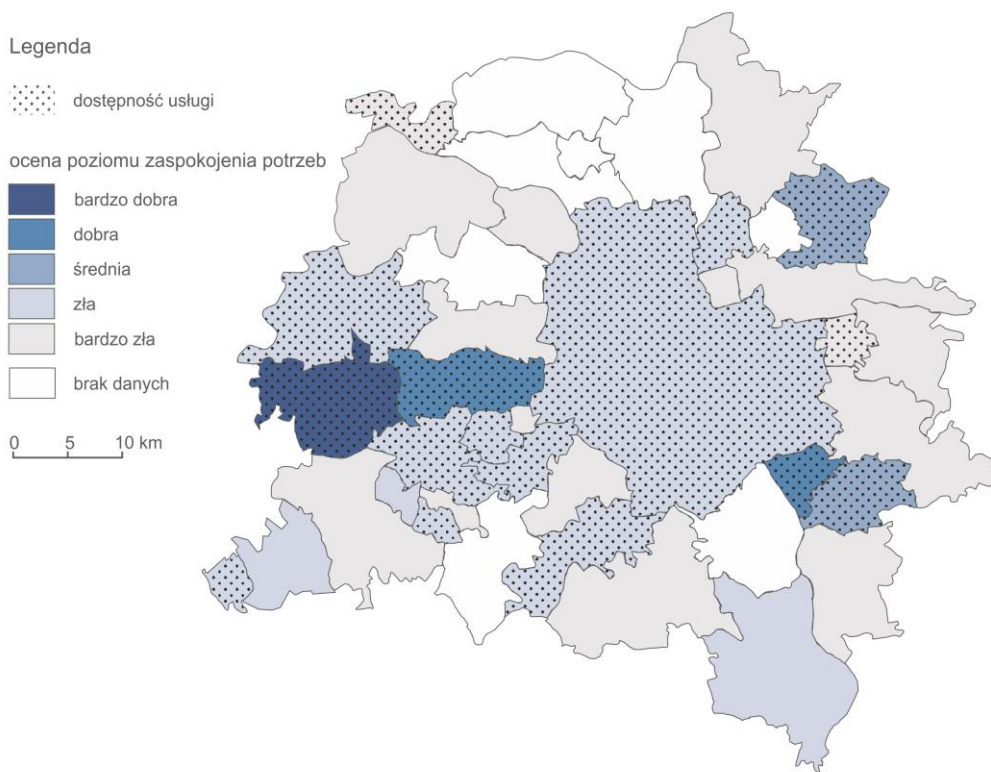 Legenda
dostępność usługi
ocena poziomu zaspokojenia potrzeb
bardzo dobra
dobra
średnia
zła
bardzo zła
brak danych
0 5 10 km